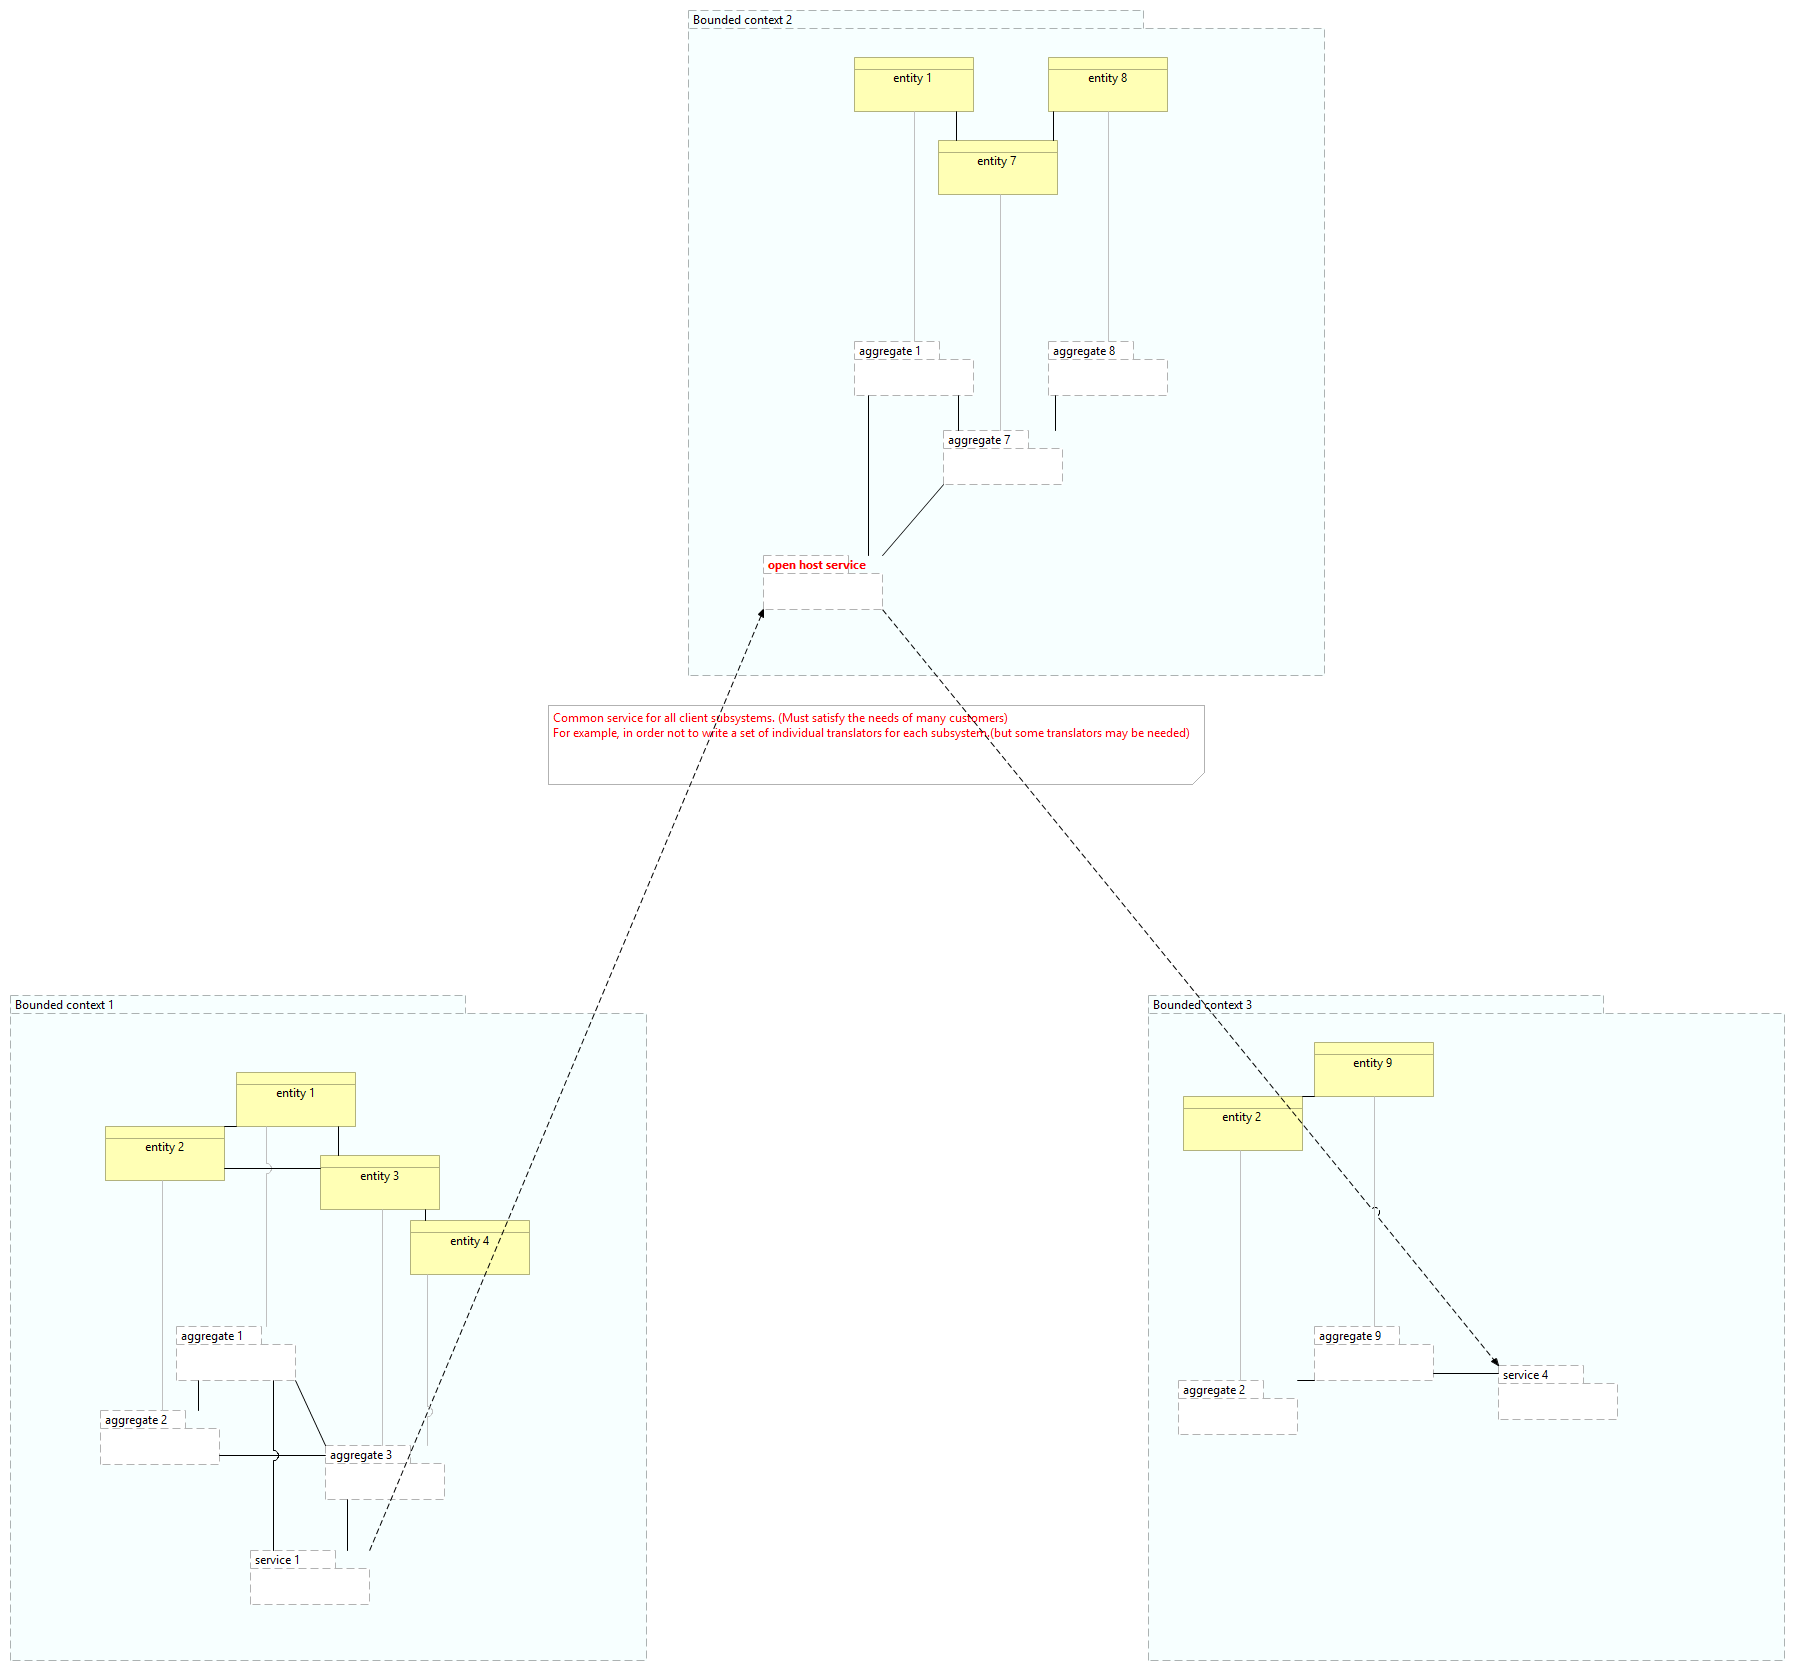 Bounded context 2
entity 1
entity 8
entity 7
aggregate 1
aggregate 8
aggregate 7
open host service
Common service for all client subsystems. (Must satisfy the needs of many customers)
For example, in order not to write a set of individual translators for each subsystem.(but some translators may be needed)
Bounded context 1
entity 1
entity 2
entity 3
entity 4
aggregate 1
aggregate 2
aggregate 3
service 1
Bounded context 3
entity 9
entity 2
aggregate 9
service 4
aggregate 2